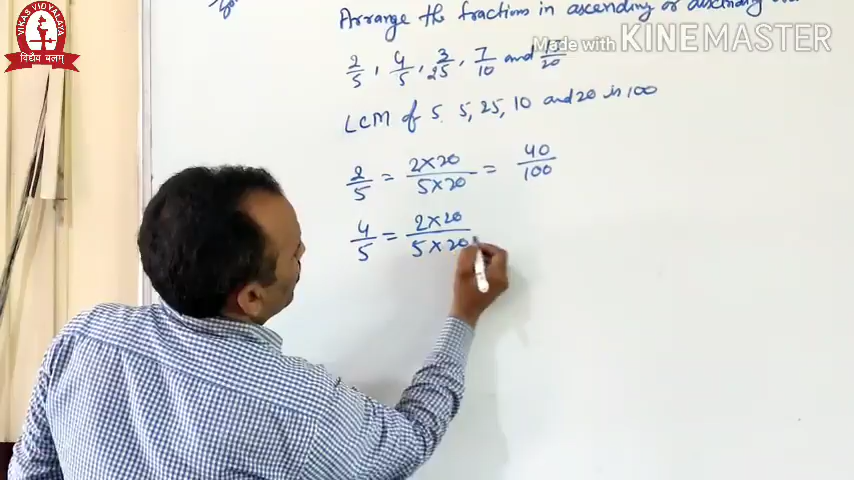 VIKAS VIDYALAYA
विद्यैव बलम्
Arrange the fractions in ascending or
Made with KINEMASTER
2/5, 4/5, 3/25, 7/10 and /20
LCM of 5, 5, 25, 10 and 20 is 100
2/5 = 2×20/5×20 = 40/100
4/5 = 2×20/5×20